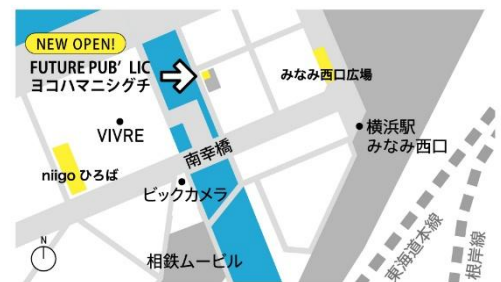 NEW OPEN!
FUTURE PUB' LIC
ヨコハマニシグチ
みなみ西口広場
VIVRE
横浜駅
みなみ西口
南幸橋
niigo ひろば
ビックカメラ
N
相鉄ムービル
東海道本線
根岸線